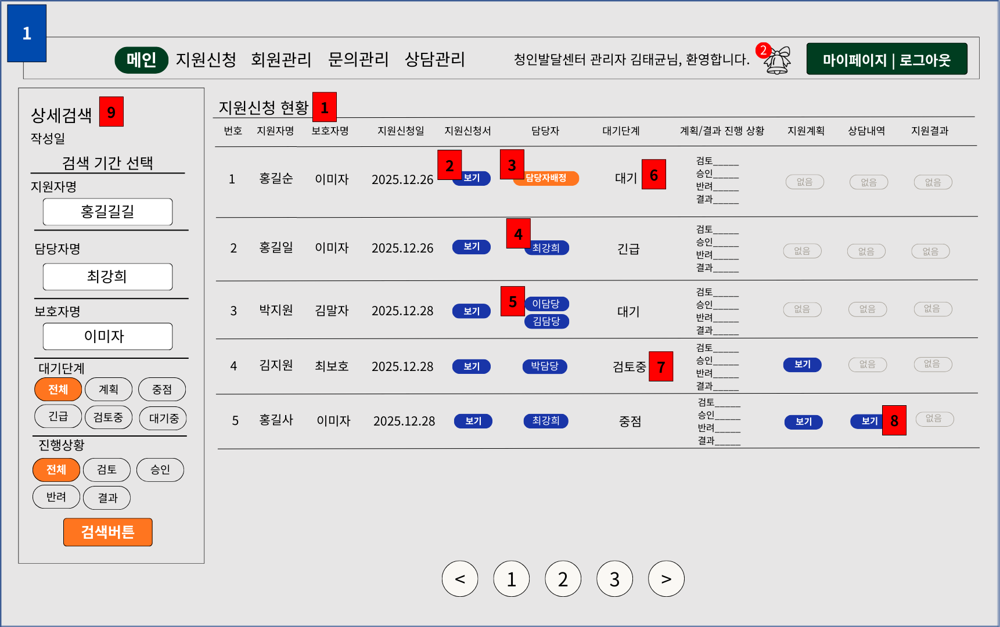 1
메인 지원신청 회원관리 문의관리 상담관리 청인발달센터 관리자 김태균님, 환영합니다. 2 마이페이지 | 로그아웃
상세검색 9
작성일
검색 기간 선택
지원자명
홍길길길
담당자명
최강희
보호자명
이미자
대기단계
전체 계획 중점
긴급 검토중 대기중
진행상황
전체 검토 승인
반려 결과
검색버튼
지원신청 현황 1
번호 지원자명 보호자명 지원신청일 지원신청서 담당자 대기단계 계획/결과 진행 상황 지원계획 상담내역 지원결과
1 홍길순 이미자 2025.12.26 2 보기 3 담당자배정 대기 6 검토_____ 없음 없음 없음
승인_____
반려_____
결과_____
2 홍길일 이미자 2025.12.26 보기 4 최강희 긴급 검토_____ 없음 없음 없음
승인_____
반려_____
결과_____
3 박지원 김말자 2025.12.28 보기 5 이담당 대기 검토_____ 없음 없음 없음
김담당 승인_____
반려_____
결과_____
4 김지원 최보호 2025.12.28 보기 박담당 검토중 7 검토_____ 보기 없음 없음
승인_____
반려_____
결과_____
5 홍길사 이미자 2025.12.28 보기 최강희 중점 검토_____ 보기 보기 8 없음
승인_____
반려_____
결과_____
< 1 2 3 >